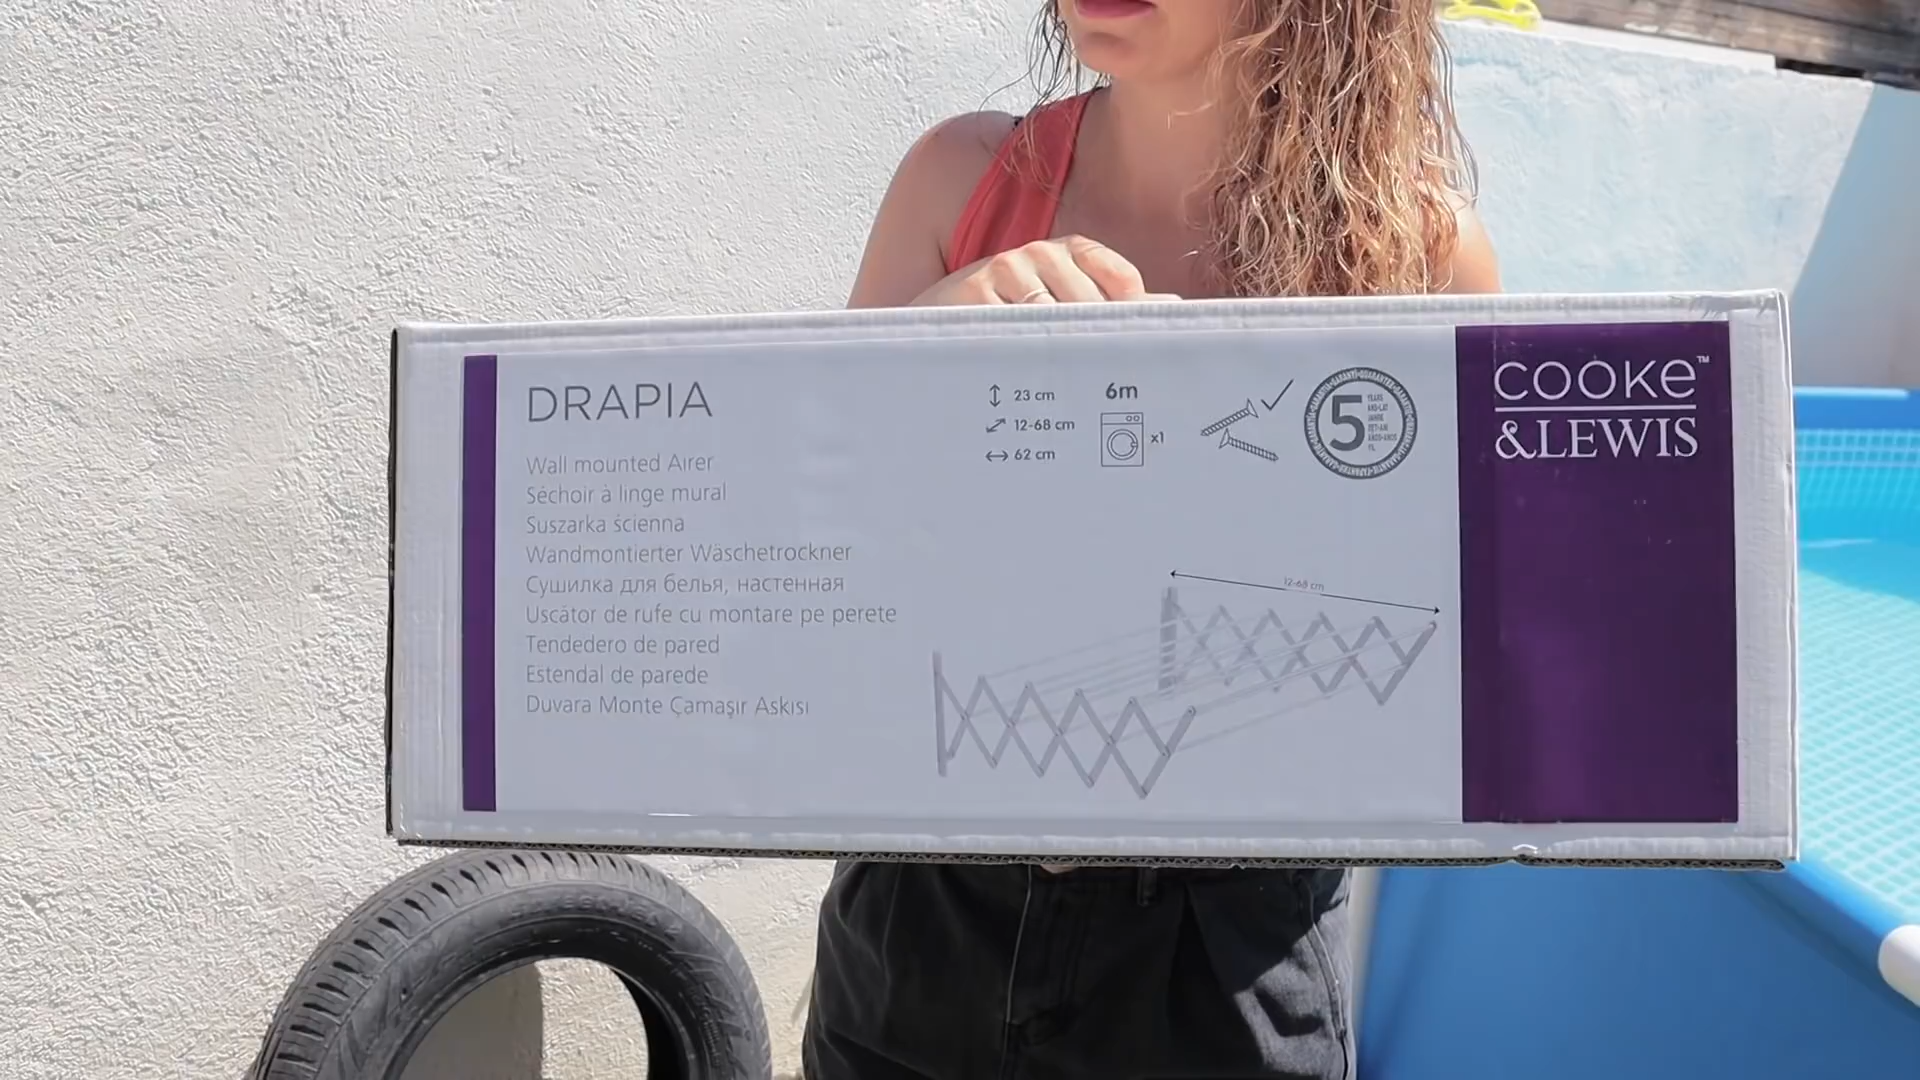 DRAPIA
Wall mounted Airer
Séchoir à linge mural
Suszarka ścienna
Wandmontierter Wäschetrockner
Сушилка для белья, настенная
Uscător de rufe cu montare pe perete
Tendedero de pared
Estendal de parede
Duvara Monte Çamaşır Askısı
23 cm
12-68 cm
62 cm
6m
x1
5
YEARS
12-68 cm
COOKE™
&LEWIS